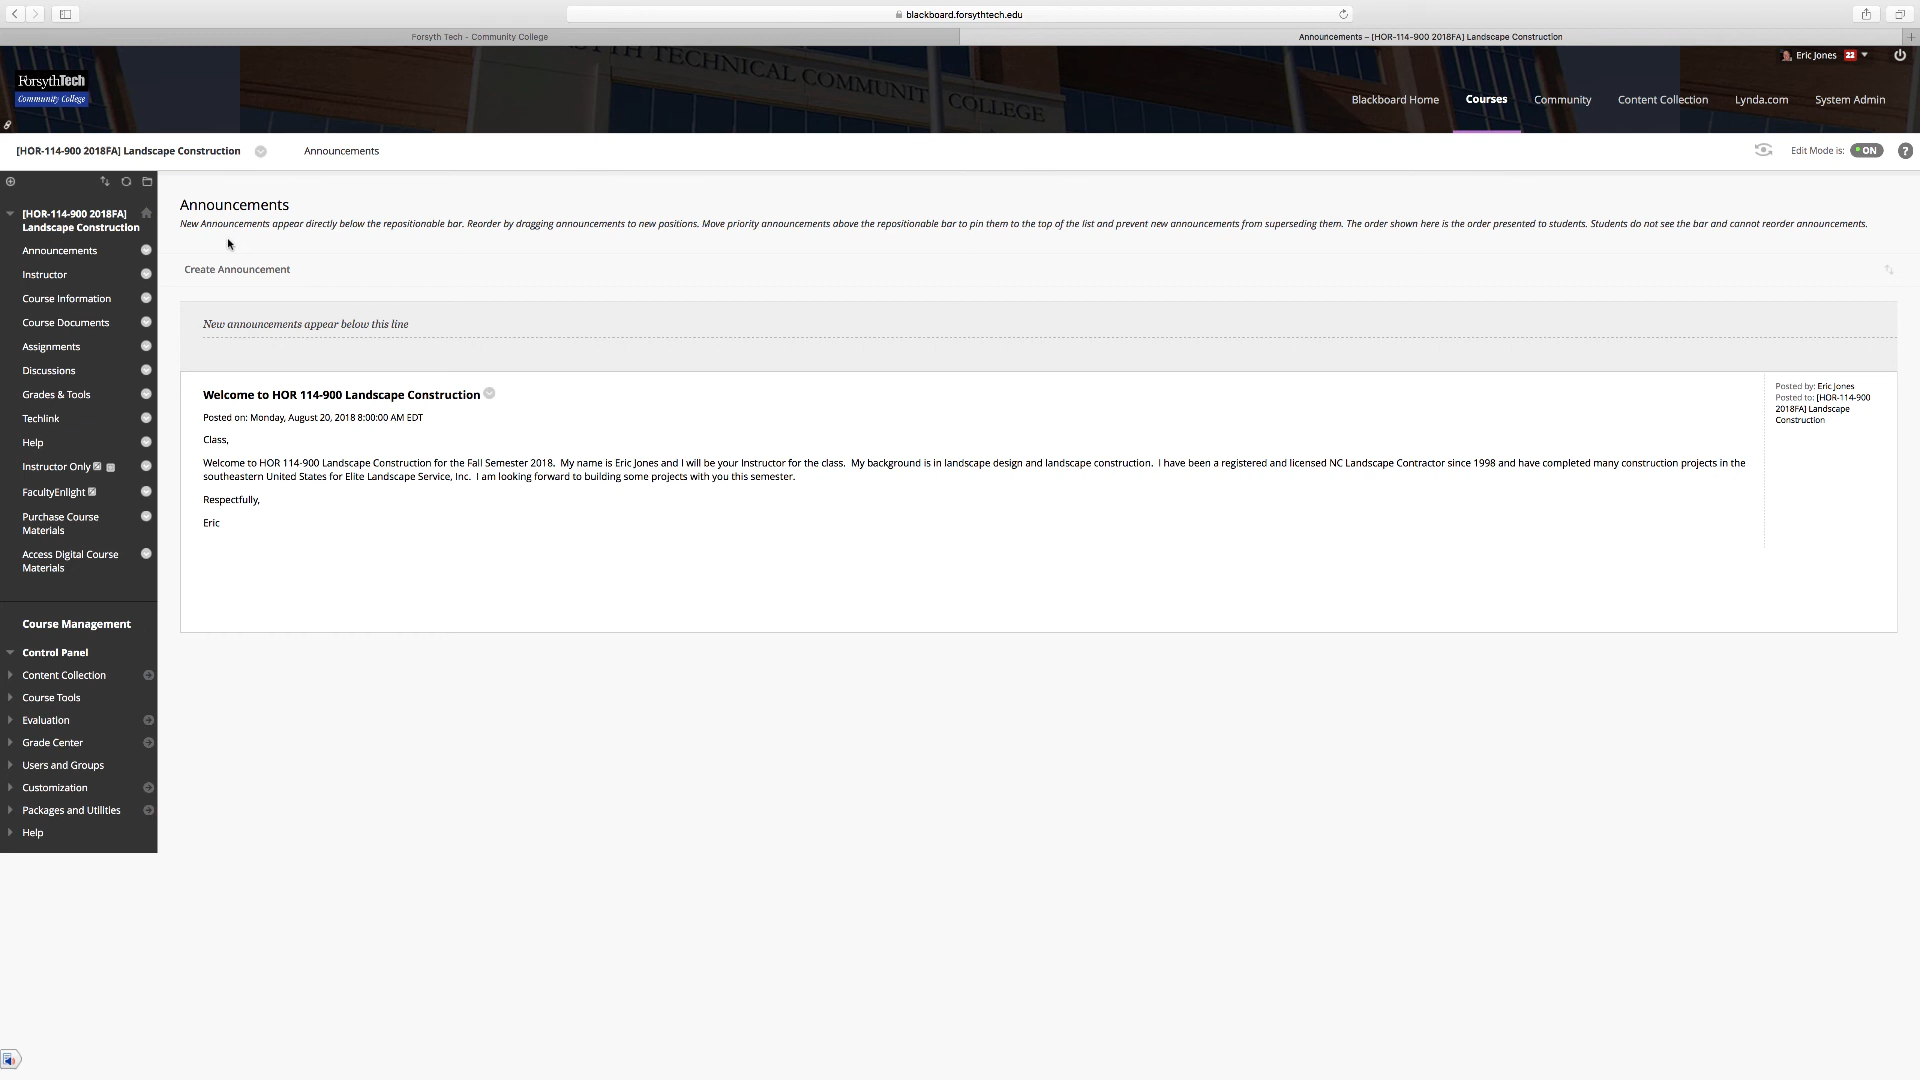 blackboard.forsythtech.edu
Forsyth Tech - Community College
Announcements – [HOR-114-900 2018FA] Landscape Construction
TH TECHNICAL COMMUNITY COLLEGE
Eric Jones 22
ForsythTech
Community College
Blackboard Home Courses Community Content Collection Lynda.com System Admin
[HOR-114-900 2018FA] Landscape Construction Announcements Edit Mode is: ON ?
[HOR-114-900 2018FA]
Landscape Construction
Announcements
Instructor
Course Information
Course Documents
Assignments
Discussions
Grades & Tools
Techlink
Help
Instructor Only
FacultyEnlight
Purchase Course
Materials
Access Digital Course
Materials
Course Management
Control Panel
Content Collection
Course Tools
Evaluation
Grade Center
Users and Groups
Customization
Packages and Utilities
Help
Announcements
New Announcements appear directly below the repositionable bar. Reorder by dragging announcements to new positions. Move priority announcements above the repositionable bar to pin them to the top of the list and prevent new announcements from superseding them. The order shown here is the order presented to students. Students do not see the bar and cannot reorder announcements.
Create Announcement
New announcements appear below this line
Welcome to HOR 114-900 Landscape Construction
Posted on: Monday, August 20, 2018 8:00:00 AM EDT
Class,
Welcome to HOR 114-900 Landscape Construction for the Fall Semester 2018. My name is Eric Jones and I will be your Instructor for the class. My background is in landscape design and landscape construction. I have been a registered and licensed NC Landscape Contractor since 1998 and have completed many construction projects in the
southeastern United States for Elite Landscape Service, Inc. I am looking forward to building some projects with you this semester.
Respectfully,
Eric
Posted by: Eric Jones
Posted to: [HOR-114-900
2018FA] Landscape
Construction